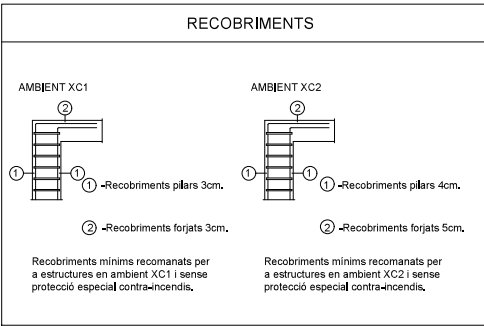 RECOBRIMENTS
AMBIENT XC1
2
1
1
1 -Recobriments pilars 3cm.
2 -Recobriments forjats 3cm.
Recobriments mínims recomanats per
a estructures en ambient XC1 i sense
protecció especial contra-incendis.
AMBIENT XC2
2
1
1
1 -Recobriments pilars 4cm.
2 -Recobriments forjats 5cm.
Recobriments mínims recomanats per
a estructures en ambient XC2 i sense
protecció especial contra-incendis.